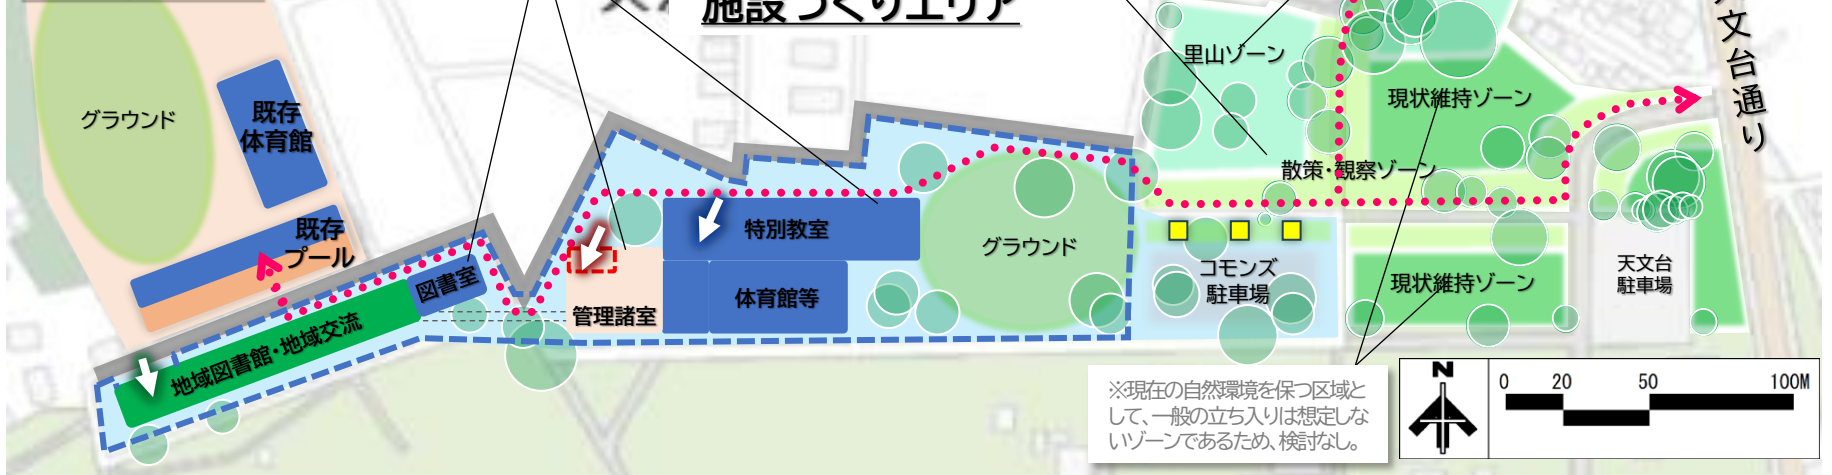 施設づくりエリア
グラウンド
既存
体育館
既存
プール
図書室
地域図書館・地域交流
管理諸室
特別教室
体育館等
グラウンド
里山ゾーン
現状維持ゾーン
散策・観察ゾーン
コモンズ
駐車場
現状維持ゾーン
天文台
駐車場
天文台通り
※現在の自然環境を保つ区域と
して、一般の立ち入りは想定しな
いゾーンであるため、検討なし。
N
0 20 50 100M